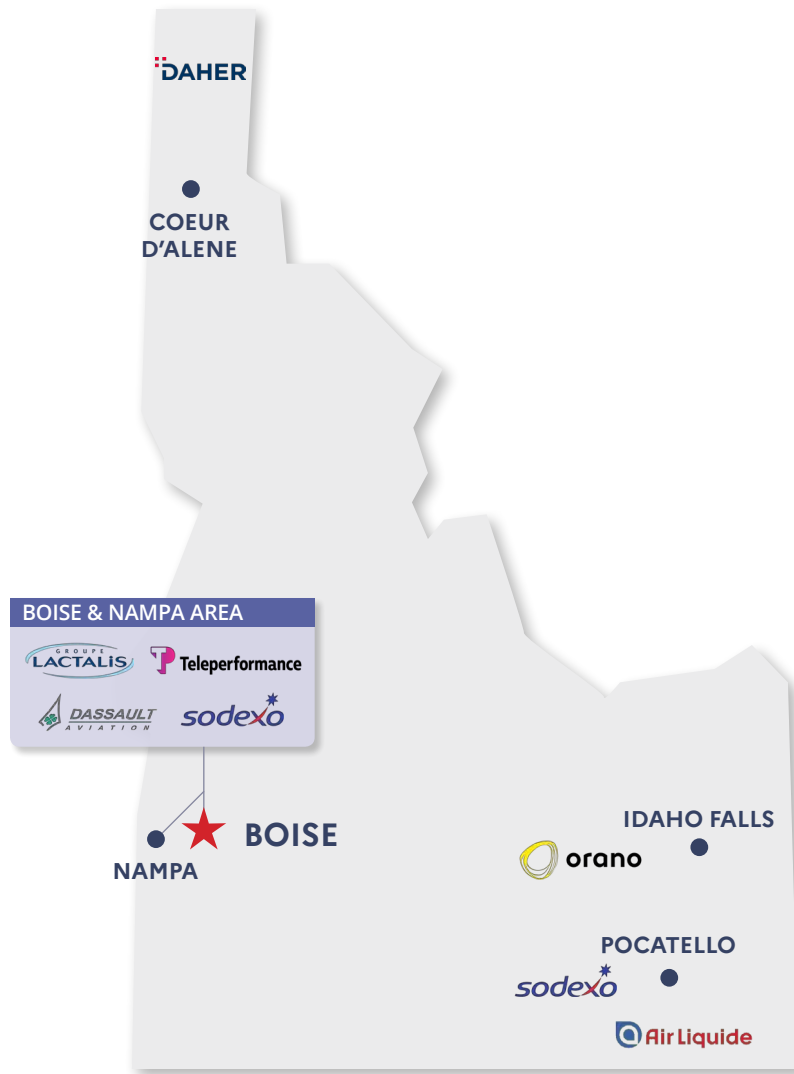 DAHER
COEUR
D'ALENE
BOISE & NAMPA AREA
GROUPE
LACTALIS
Teleperformance
DASSAULT
AVIATION
sodexo
BOISE
NAMPA
IDAHO FALLS
orano
POCATELLO
sodexo
Air Liquide